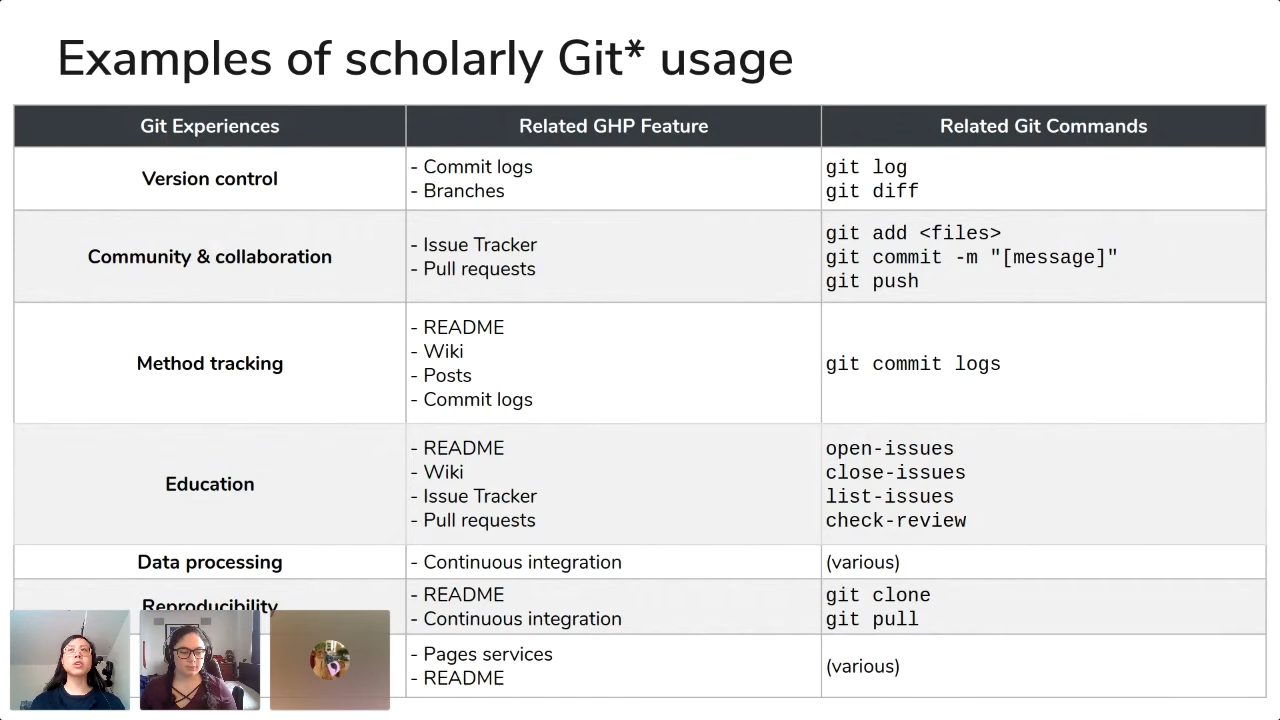 Examples of scholarly Git* usage
Git Experiences
Related GHP Feature
Related Git Commands
Version control
- Commit logs
- Branches
git log
git diff
Community & collaboration
- Issue Tracker
- Pull requests
git add <files>
git commit -m "[message]"
git push
Method tracking
- README
- Wiki
- Posts
- Commit logs
git commit logs
Education
- README
- Wiki
- Issue Tracker
- Pull requests
open-issues
close-issues
list-issues
check-review
Data processing
- Continuous integration
(various)
Reproducibility
- README
- Continuous integration
git clone
git pull
- Pages services
- README
(various)